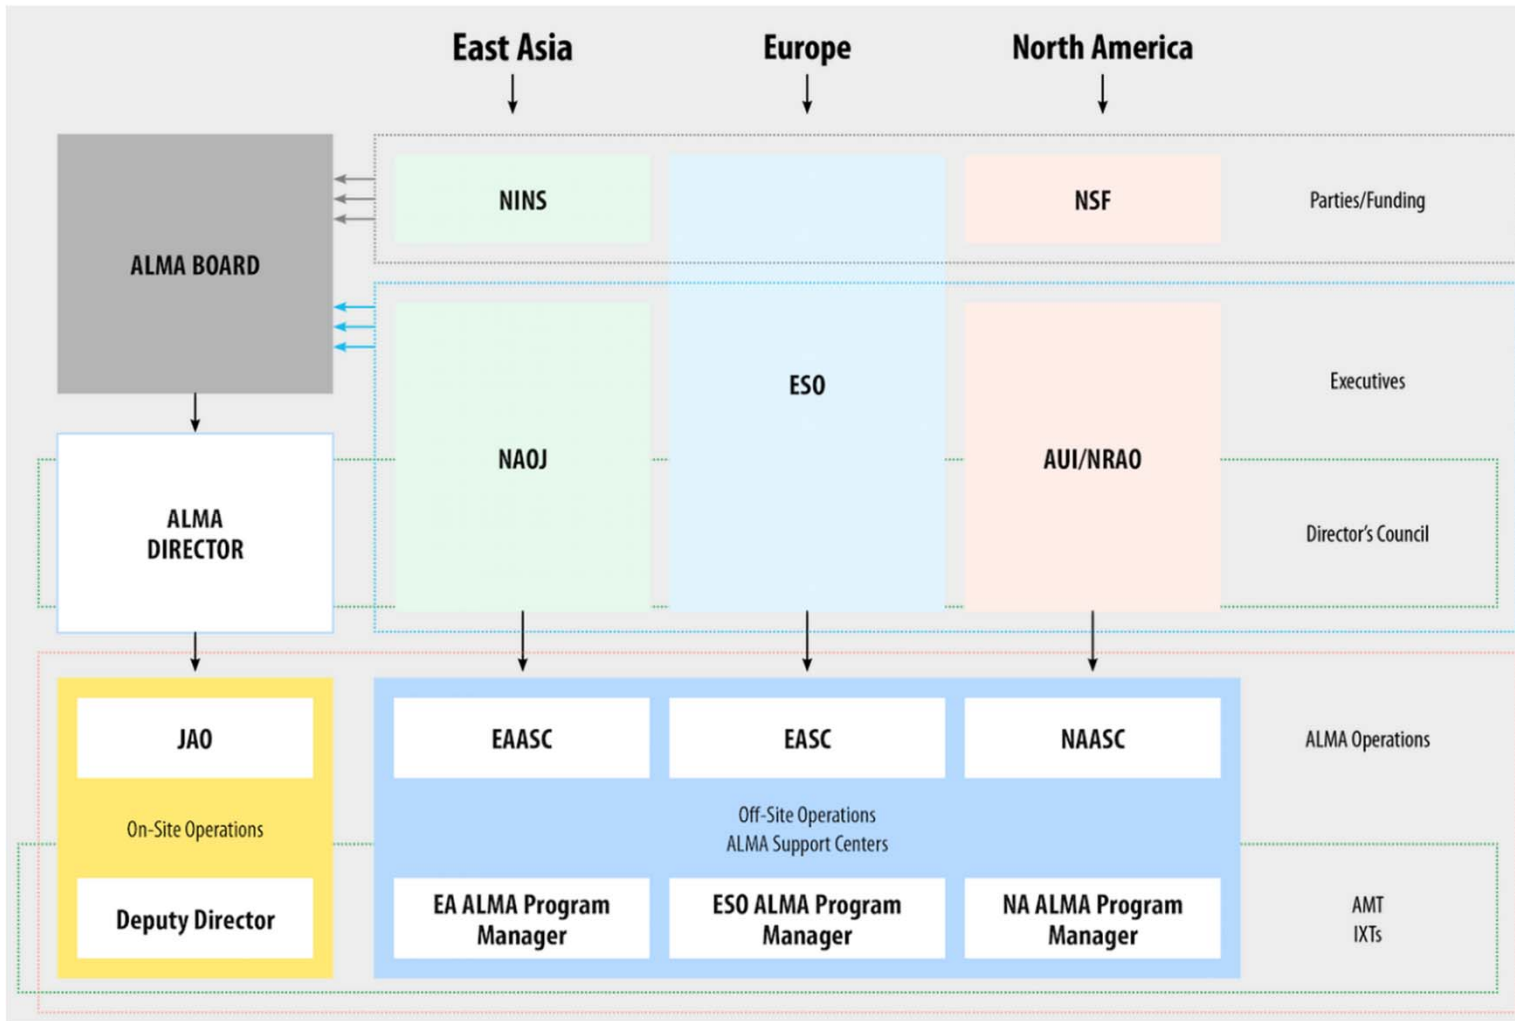 East Asia
Europe
North America
NINS
NSF
Parties/Funding
ALMA BOARD
ESO
Executives
NAOJ
AUI/NRAO
ALMA
DIRECTOR
Director's Council
JAO
EAASC
EASC
NAASC
ALMA Operations
On-Site Operations
Off-Site Operations
ALMA Support Centers
Deputy Director
EA ALMA Program
Manager
ESO ALMA Program
Manager
NA ALMA Program
Manager
AMT
IXTs